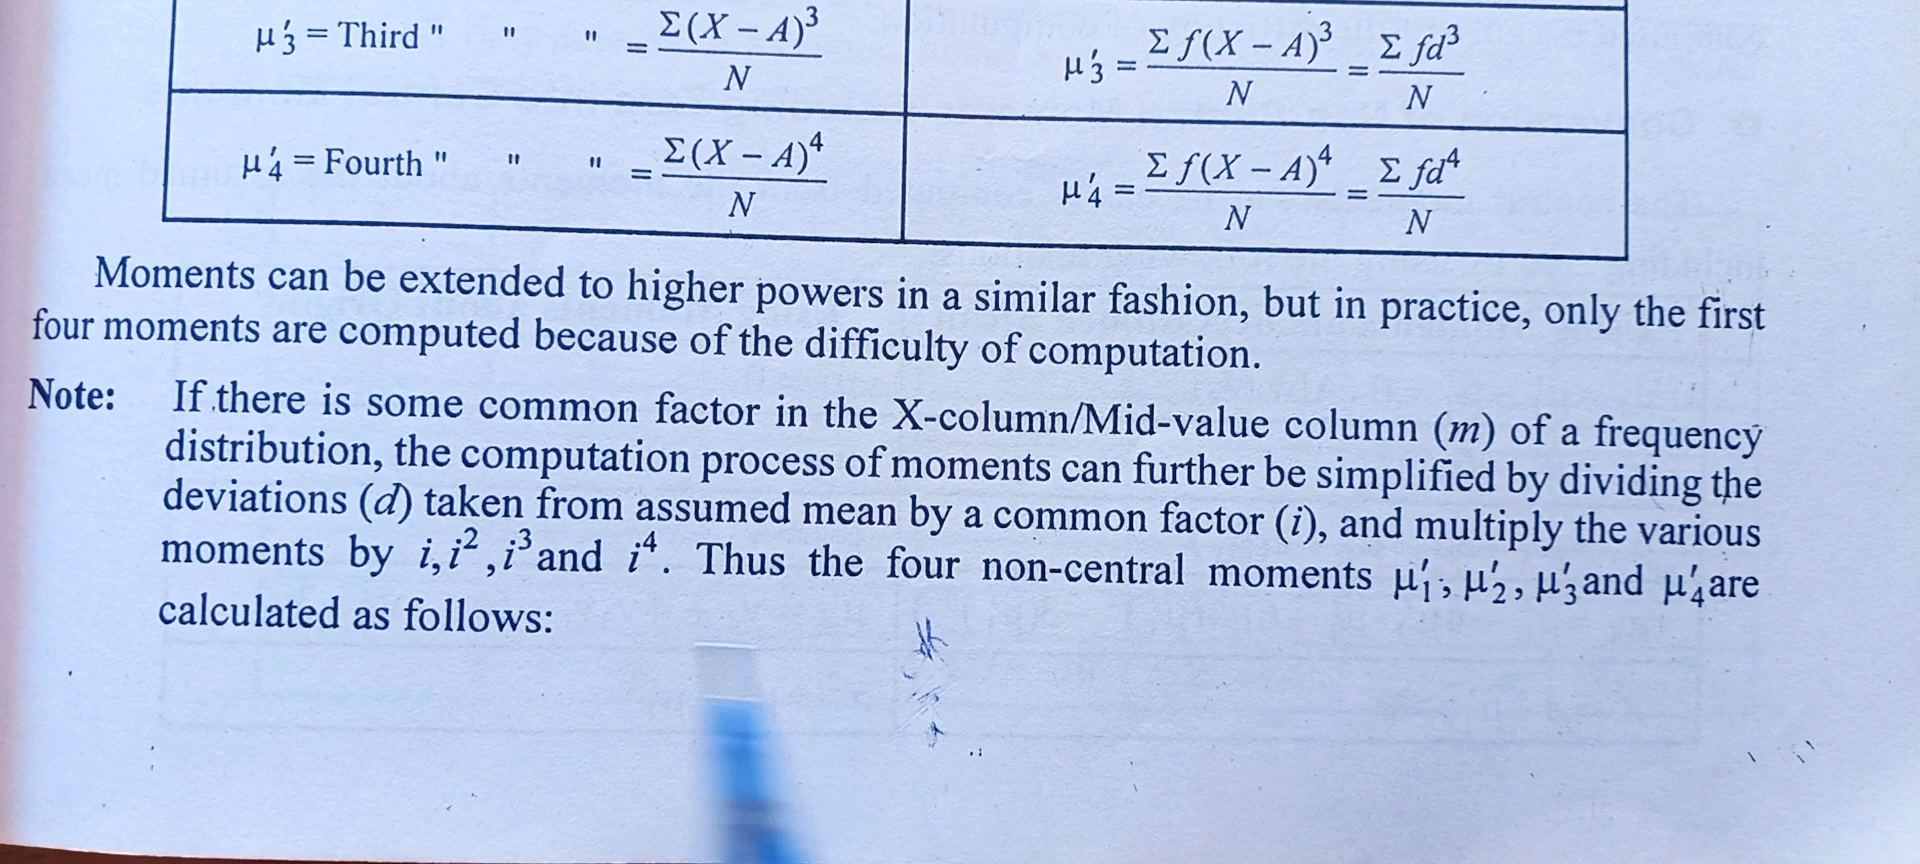 μ′₃ = Third " " " = Σ(X – A)³ / N
μ′₃ = Σ f(X – A)³ / N = Σ fd³ / N
μ′₄ = Fourth " " " = Σ(X – A)⁴ / N
μ′₄ = Σ f(X – A)⁴ / N = Σ fd⁴ / N
Moments can be extended to higher powers in a similar fashion, but in practice, only the first
four moments are computed because of the difficulty of computation.
Note: If there is some common factor in the X-column/Mid-value column (m) of a frequency
distribution, the computation process of moments can further be simplified by dividing the
deviations (d) taken from assumed mean by a common factor (i), and multiply the various
moments by i, i², i³ and i⁴. Thus the four non-central moments μ′₁, μ′₂, μ′₃ and μ′₄ are
calculated as follows: